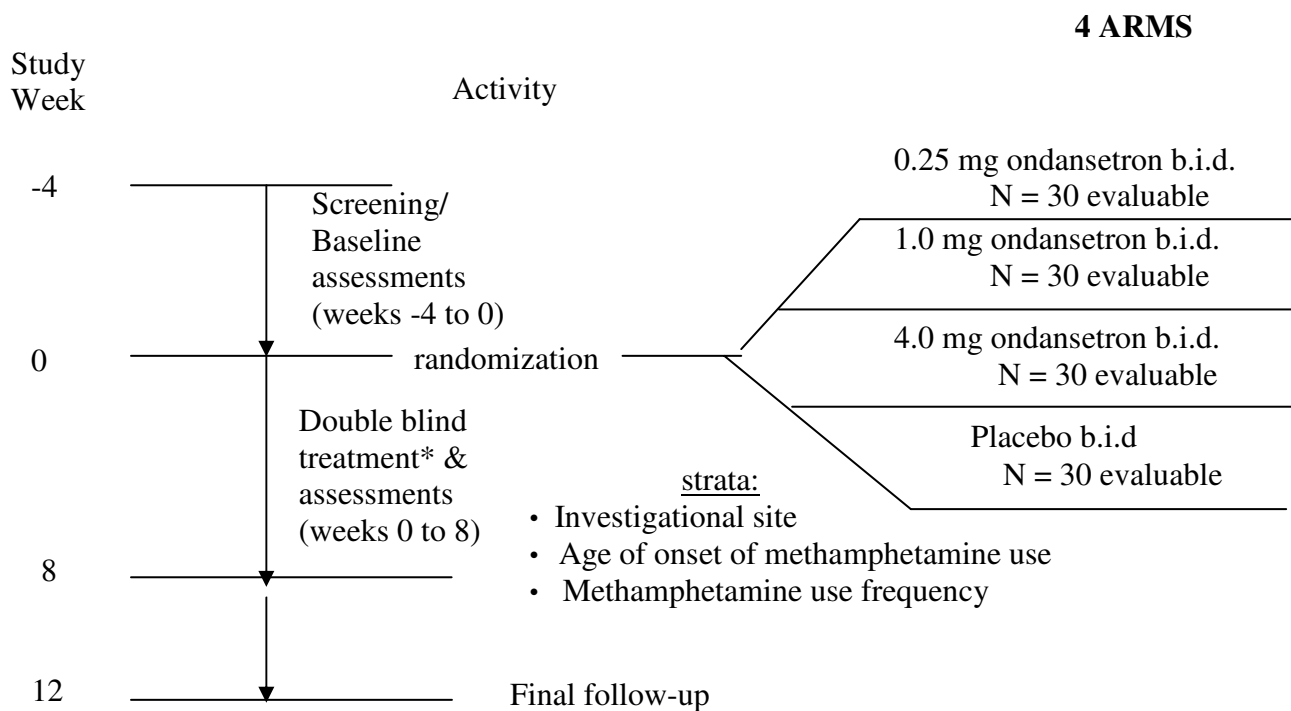 4 ARMS
Study
Week
Activity
-4
Screening/
Baseline
assessments
(weeks -4 to 0)
0.25 mg ondansetron b.i.d.
N = 30 evaluable
1.0 mg ondansetron b.i.d.
N = 30 evaluable
0
randomization
4.0 mg ondansetron b.i.d.
N = 30 evaluable
Placebo b.i.d
N = 30 evaluable
Double blind
treatment* &
assessments
(weeks 0 to 8)
strata:
• Investigational site
• Age of onset of methamphetamine use
• Methamphetamine use frequency
8
12
Final follow-up